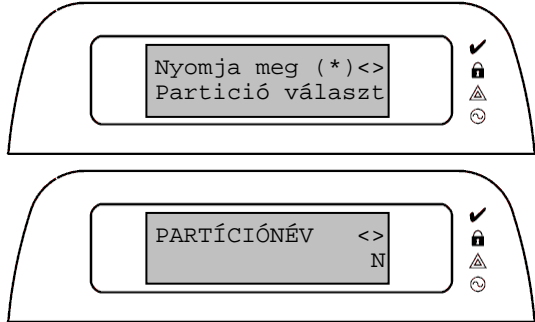 Nyomja meg (*)<>
Partició választ
PARTÍCIÓNÉV <>
N